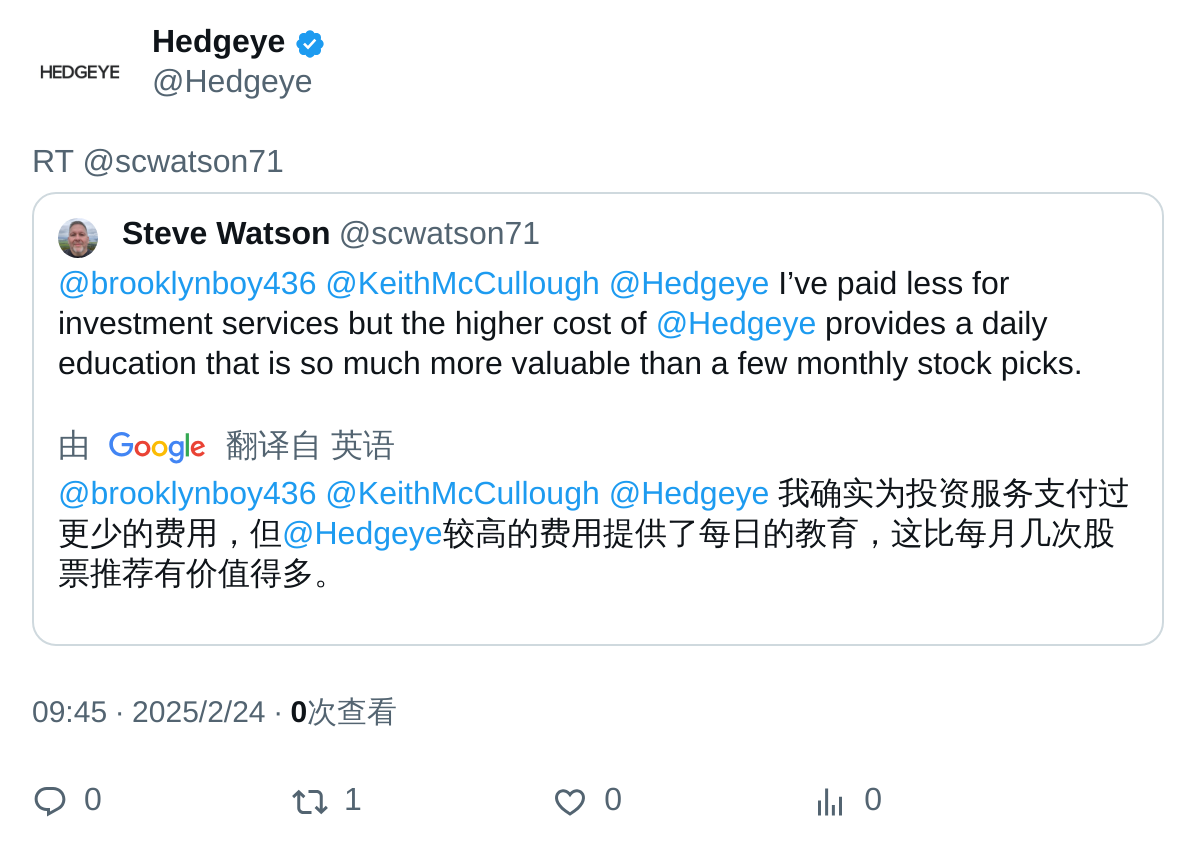 Hedgeye
HEDGEYE
@Hedgeye
RT @scwatson71
Steve Watson @scwatson71
@brooklynboy436 @KeithMcCullough @Hedgeye I’ve paid less for
investment services but the higher cost of @Hedgeye provides a daily
education that is so much more valuable than a few monthly stock picks.
由 Google 翻译自 英语
@brooklynboy436 @KeithMcCullough @Hedgeye 我确实为投资服务支付过
更少的费用，但@Hedgeye较高的费用提供了每日的教育，这比每月几次股
票推荐有价值得多。
09:45 · 2025/2/24 · 0次查看
0 1 0 0